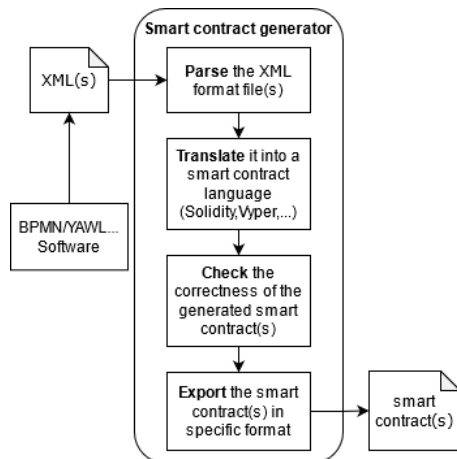 Smart contract generator
XML(s)
Parse the XML
format file(s)
Translate it into a
smart contract
language
(Solidity,Vyper,...)
BPMN/YAWL...
Software
Check the
correctness of the
generated smart
contract(s)
Export the smart
contract(s) in
specific format
smart
contract(s)